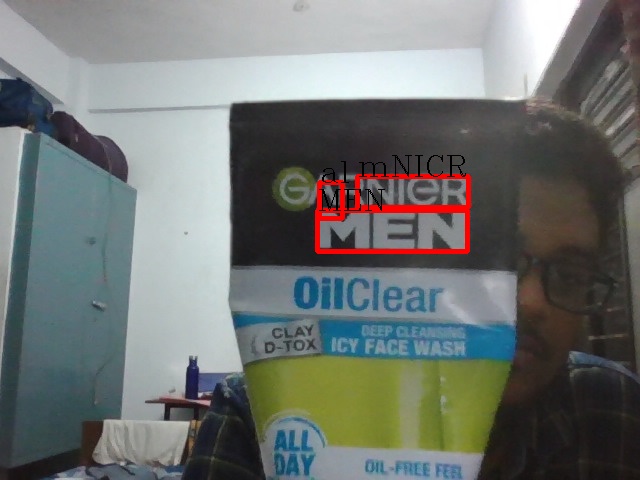 almNICR
GARNIER
MEN
MEN
OilClear
CLAY
D-TOX
DEEP CLEANSING
ICY FACE WASH
ALL
DAY
OIL-FREE FEEL